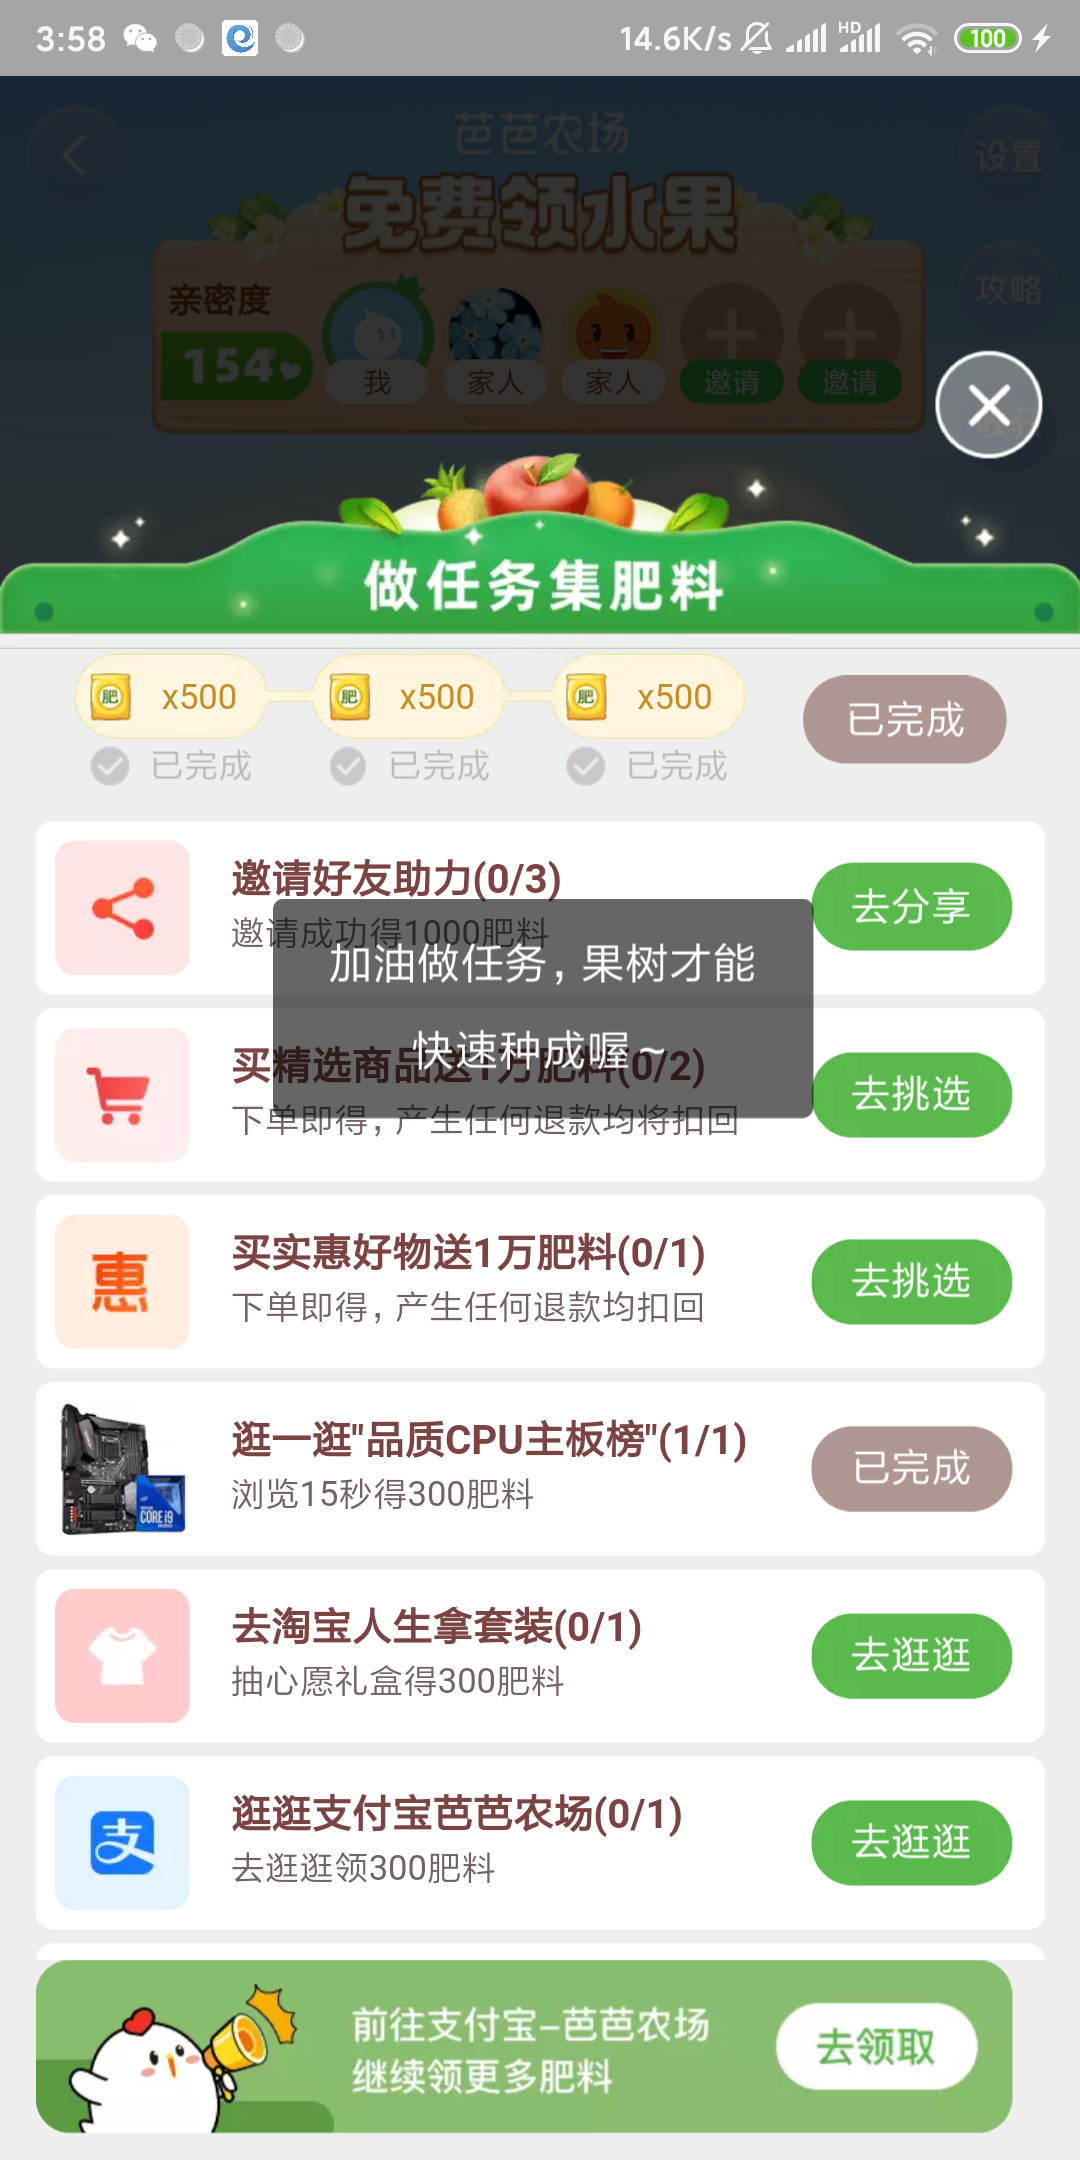 3:58
14.6K/s
HD
100
芭芭农场
设置
免费领水果
攻略
亲密度
154
我
家人
家人
邀请
邀请
做任务集肥料
肥 x500
肥 x500
肥 x500
已完成
已完成
已完成
已完成
邀请好友助力(0/3)
邀请成功得1000肥料
去分享
加油做任务，果树才能
快速种成喔~
买精选商品送1万肥料(0/2)
下单即得，产生任何退款均将扣回
去挑选
惠
买实惠好物送1万肥料(0/1)
下单即得，产生任何退款均扣回
去挑选
逛一逛"品质CPU主板榜"(1/1)
浏览15秒得300肥料
已完成
CORE i9
去淘宝人生拿套装(0/1)
抽心愿礼盒得300肥料
去逛逛
支
逛逛支付宝芭芭农场(0/1)
去逛逛领300肥料
去逛逛
前往支付宝-芭芭农场
继续领更多肥料
去领取